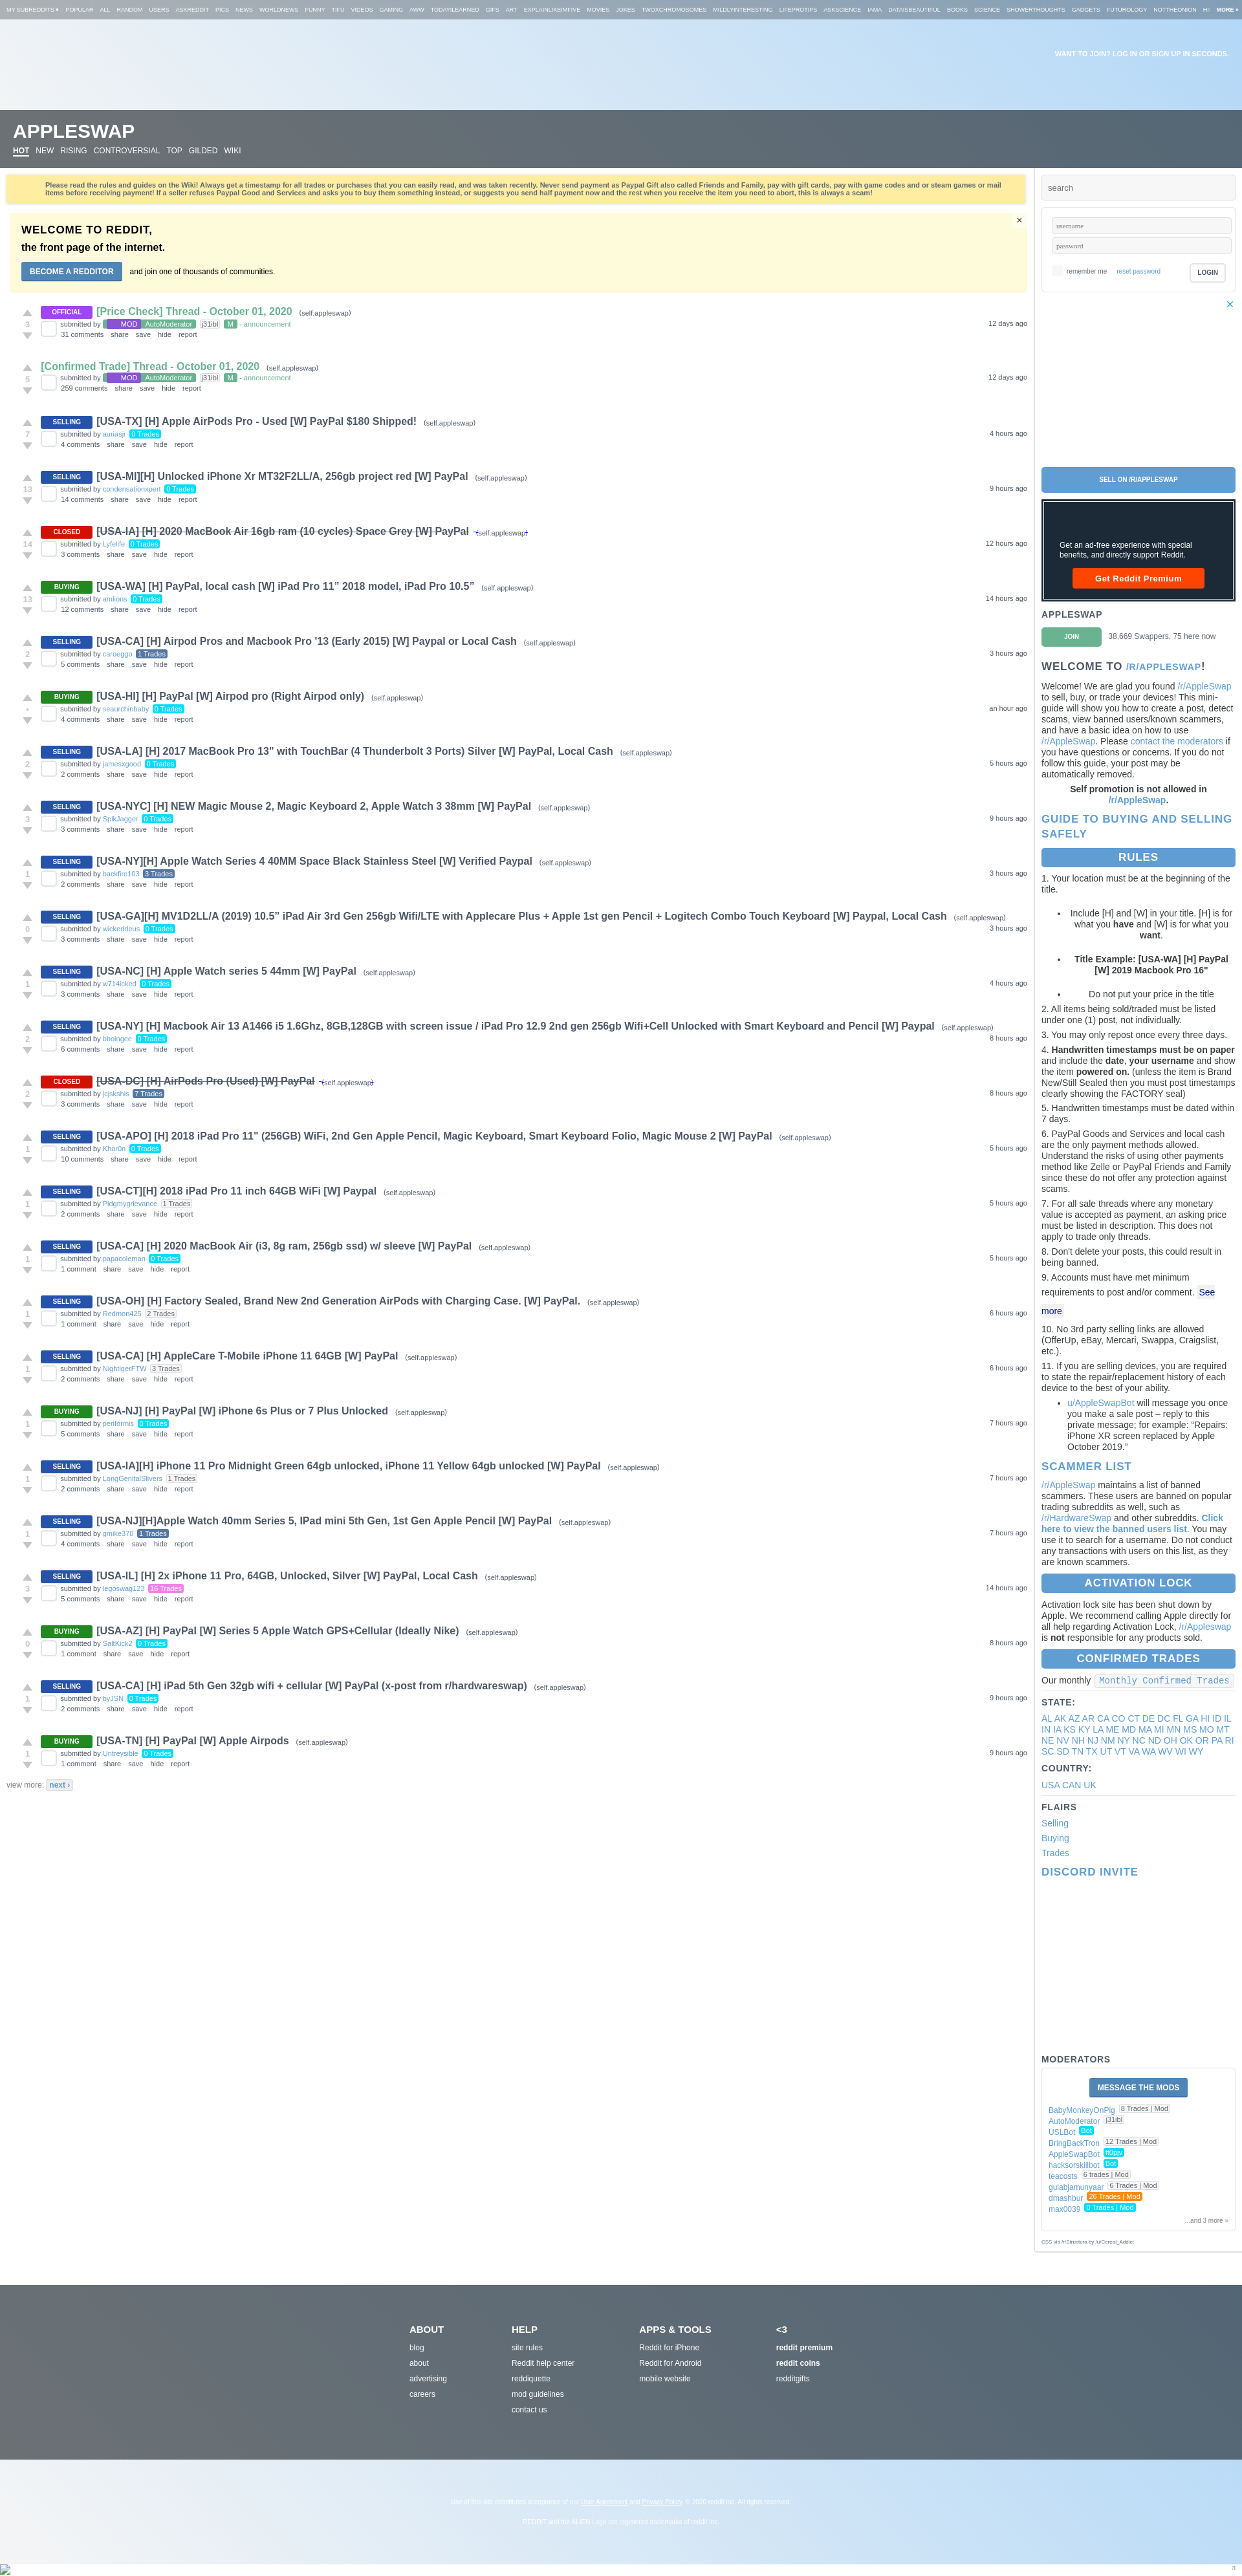 MY SUBREDDITS ▾ POPULAR ALL RANDOM USERS ASKREDDIT PICS NEWS WORLDNEWS FUNNY TIFU VIDEOS GAMING AWW TODAYILEARNED GIFS ART EXPLAINLIKEIMFIVE MOVIES JOKES TWOXCHROMOSOMES MILDLYINTERESTING LIFEPROTIPS ASKSCIENCE IAMA DATAISBEAUTIFUL BOOKS SCIENCE SHOWERTHOUGHTS GADGETS FUTUROLOGY NOTTHEONION HI MORE »
WANT TO JOIN? LOG IN OR SIGN UP IN SECONDS.
APPLESWAP
HOT NEW RISING CONTROVERSIAL TOP GILDED WIKI
Please read the rules and guides on the Wiki! Always get a timestamp for all trades or purchases that you can easily read, and was taken recently. Never send payment as Paypal Gift also called Friends and Family, pay with gift cards, pay with game codes and or steam games or mail
items before receiving payment! If a seller refuses Paypal Good and Services and asks you to buy them something instead, or suggests you send half payment now and the rest when you receive the item you need to abort, this is always a scam!
×
WELCOME TO REDDIT,
the front page of the internet.
BECOME A REDDITOR and join one of thousands of communities.
OFFICIAL [Price Check] Thread - October 01, 2020 (self.appleswap)
3 submitted by MOD AutoModerator j31ibl M - announcement 12 days ago
31 comments share save hide report
[Confirmed Trade] Thread - October 01, 2020 (self.appleswap)
5 submitted by MOD AutoModerator j31ibl M - announcement 12 days ago
259 comments share save hide report
SELLING [USA-TX] [H] Apple AirPods Pro - Used [W] PayPal $180 Shipped! (self.appleswap)
7 submitted by auriasjr 0 Trades 4 hours ago
4 comments share save hide report
SELLING [USA-MI][H] Unlocked iPhone Xr MT32F2LL/A, 256gb project red [W] PayPal (self.appleswap)
13 submitted by condensationxpert 0 Trades 9 hours ago
14 comments share save hide report
CLOSED [USA-IA] [H] 2020 MacBook Air 16gb ram (10 cycles) Space Grey [W] PayPal (self.appleswap)
14 submitted by Lyfelife 0 Trades 12 hours ago
3 comments share save hide report
BUYING [USA-WA] [H] PayPal, local cash [W] iPad Pro 11” 2018 model, iPad Pro 10.5” (self.appleswap)
13 submitted by amlions 0 Trades 14 hours ago
12 comments share save hide report
SELLING [USA-CA] [H] Airpod Pros and Macbook Pro '13 (Early 2015) [W] Paypal or Local Cash (self.appleswap)
2 submitted by caroeggo 1 Trades 3 hours ago
5 comments share save hide report
BUYING [USA-HI] [H] PayPal [W] Airpod pro (Right Airpod only) (self.appleswap)
• submitted by seaurchinbaby 0 Trades an hour ago
4 comments share save hide report
SELLING [USA-LA] [H] 2017 MacBook Pro 13" with TouchBar (4 Thunderbolt 3 Ports) Silver [W] PayPal, Local Cash (self.appleswap)
2 submitted by jamesxgood 0 Trades 5 hours ago
2 comments share save hide report
SELLING [USA-NYC] [H] NEW Magic Mouse 2, Magic Keyboard 2, Apple Watch 3 38mm [W] PayPal (self.appleswap)
3 submitted by SpikJagger 0 Trades 9 hours ago
3 comments share save hide report
SELLING [USA-NY][H] Apple Watch Series 4 40MM Space Black Stainless Steel [W] Verified Paypal (self.appleswap)
1 submitted by backfire103 3 Trades 3 hours ago
2 comments share save hide report
SELLING [USA-GA][H] MV1D2LL/A (2019) 10.5” iPad Air 3rd Gen 256gb Wifi/LTE with Applecare Plus + Apple 1st gen Pencil + Logitech Combo Touch Keyboard [W] Paypal, Local Cash (self.appleswap)
0 submitted by wickeddeus 0 Trades 3 hours ago
3 comments share save hide report
SELLING [USA-NC] [H] Apple Watch series 5 44mm [W] PayPal (self.appleswap)
1 submitted by w714icked 0 Trades 4 hours ago
3 comments share save hide report
SELLING [USA-NY] [H] Macbook Air 13 A1466 i5 1.6Ghz, 8GB,128GB with screen issue / iPad Pro 12.9 2nd gen 256gb Wifi+Cell Unlocked with Smart Keyboard and Pencil [W] Paypal (self.appleswap)
2 submitted by bboingee 0 Trades 8 hours ago
6 comments share save hide report
CLOSED [USA-DC] [H] AirPods Pro (Used) [W] PayPal (self.appleswap)
2 submitted by jcjskshis 7 Trades 8 hours ago
3 comments share save hide report
SELLING [USA-APO] [H] 2018 iPad Pro 11" (256GB) WiFi, 2nd Gen Apple Pencil, Magic Keyboard, Smart Keyboard Folio, Magic Mouse 2 [W] PayPal (self.appleswap)
1 submitted by Khar0n 0 Trades 5 hours ago
10 comments share save hide report
SELLING [USA-CT][H] 2018 iPad Pro 11 inch 64GB WiFi [W] Paypal (self.appleswap)
1 submitted by Pldgmygrievance 1 Trades 5 hours ago
2 comments share save hide report
SELLING [USA-CA] [H] 2020 MacBook Air (i3, 8g ram, 256gb ssd) w/ sleeve [W] PayPal (self.appleswap)
1 submitted by papacoleman 0 Trades 5 hours ago
1 comment share save hide report
SELLING [USA-OH] [H] Factory Sealed, Brand New 2nd Generation AirPods with Charging Case. [W] PayPal. (self.appleswap)
1 submitted by Redmon425 2 Trades 6 hours ago
1 comment share save hide report
SELLING [USA-CA] [H] AppleCare T-Mobile iPhone 11 64GB [W] PayPal (self.appleswap)
1 submitted by NightigerFTW 3 Trades 6 hours ago
2 comments share save hide report
BUYING [USA-NJ] [H] PayPal [W] iPhone 6s Plus or 7 Plus Unlocked (self.appleswap)
1 submitted by periformis 0 Trades 7 hours ago
5 comments share save hide report
SELLING [USA-IA][H] iPhone 11 Pro Midnight Green 64gb unlocked, iPhone 11 Yellow 64gb unlocked [W] PayPal (self.appleswap)
1 submitted by LongGenitalSlivers 1 Trades 7 hours ago
2 comments share save hide report
SELLING [USA-NJ][H]Apple Watch 40mm Series 5, IPad mini 5th Gen, 1st Gen Apple Pencil [W] PayPal (self.appleswap)
1 submitted by gmike370 1 Trades 7 hours ago
4 comments share save hide report
SELLING [USA-IL] [H] 2x iPhone 11 Pro, 64GB, Unlocked, Silver [W] PayPal, Local Cash (self.appleswap)
3 submitted by legoswag123 16 Trades 14 hours ago
5 comments share save hide report
BUYING [USA-AZ] [H] PayPal [W] Series 5 Apple Watch GPS+Cellular (Ideally Nike) (self.appleswap)
0 submitted by SaltKick2 0 Trades 8 hours ago
1 comment share save hide report
SELLING [USA-CA] [H] iPad 5th Gen 32gb wifi + cellular [W] PayPal (x-post from r/hardwareswap) (self.appleswap)
1 submitted by byJSN 0 Trades 9 hours ago
2 comments share save hide report
BUYING [USA-TN] [H] PayPal [W] Apple Airpods (self.appleswap)
1 submitted by Untreysible 0 Trades 9 hours ago
1 comment share save hide report
view more: next ›
search
username
password
remember me reset password LOGIN
SELL ON /R/APPLESWAP
Get an ad-free experience with special
benefits, and directly support Reddit.
Get Reddit Premium
APPLESWAP
JOIN 38,669 Swappers, 75 here now
WELCOME TO /R/APPLESWAP!
Welcome! We are glad you found /r/AppleSwap
to sell, buy, or trade your devices! This mini-
guide will show you how to create a post, detect
scams, view banned users/known scammers,
and have a basic idea on how to use
/r/AppleSwap. Please contact the moderators if
you have questions or concerns. If you do not
follow this guide, your post may be
automatically removed.
Self promotion is not allowed in
/r/AppleSwap.
GUIDE TO BUYING AND SELLING
SAFELY
RULES
1. Your location must be at the beginning of the
title.
• Include [H] and [W] in your title. [H] is for
what you have and [W] is for what you
want.
• Title Example: [USA-WA] [H] PayPal
[W] 2019 Macbook Pro 16"
• Do not put your price in the title
2. All items being sold/traded must be listed
under one (1) post, not individually.
3. You may only repost once every three days.
4. Handwritten timestamps must be on paper
and include the date, your username and show
the item powered on. (unless the item is Brand
New/Still Sealed then you must post timestamps
clearly showing the FACTORY seal)
5. Handwritten timestamps must be dated within
7 days.
6. PayPal Goods and Services and local cash
are the only payment methods allowed.
Understand the risks of using other payments
method like Zelle or PayPal Friends and Family
since these do not offer any protection against
scams.
7. For all sale threads where any monetary
value is accepted as payment, an asking price
must be listed in description. This does not
apply to trade only threads.
8. Don't delete your posts, this could result in
being banned.
9. Accounts must have met minimum
requirements to post and/or comment. See
more
10. No 3rd party selling links are allowed
(OfferUp, eBay, Mercari, Swappa, Craigslist,
etc.).
11. If you are selling devices, you are required
to state the repair/replacement history of each
device to the best of your ability.
• u/AppleSwapBot will message you once
you make a sale post – reply to this
private message; for example: “Repairs:
iPhone XR screen replaced by Apple
October 2019.”
SCAMMER LIST
/r/AppleSwap maintains a list of banned
scammers. These users are banned on popular
trading subreddits as well, such as
/r/HardwareSwap and other subreddits. Click
here to view the banned users list. You may
use it to search for a username. Do not conduct
any transactions with users on this list, as they
are known scammers.
ACTIVATION LOCK
Activation lock site has been shut down by
Apple. We recommend calling Apple directly for
all help regarding Activation Lock, /r/Appleswap
is not responsible for any products sold.
CONFIRMED TRADES
Our monthly Monthly Confirmed Trades
STATE:
AL AK AZ AR CA CO CT DE DC FL GA HI ID IL
IN IA KS KY LA ME MD MA MI MN MS MO MT
NE NV NH NJ NM NY NC ND OH OK OR PA RI
SC SD TN TX UT VT VA WA WV WI WY
COUNTRY:
USA CAN UK
FLAIRS
Selling
Buying
Trades
DISCORD INVITE
MODERATORS
MESSAGE THE MODS
BabyMonkeyOnPig 8 Trades | Mod
AutoModerator j31ibl
USLBot Bot
BringBackTron 12 Trades | Mod
AppleSwapBot ft0pjv
hacksorskillbot Bot
teacosts 6 trades | Mod
gulabjamunyaar 6 Trades | Mod
dmashbur 26 Trades | Mod
max0039 0 Trades | Mod
...and 3 more »
CSS via /r/Structura by /u/Cereal_Addict
ABOUT
blog
about
advertising
careers
HELP
site rules
Reddit help center
reddiquette
mod guidelines
contact us
APPS & TOOLS
Reddit for iPhone
Reddit for Android
mobile website
<3
reddit premium
reddit coins
redditgifts
Use of this site constitutes acceptance of our User Agreement and Privacy Policy. © 2020 reddit inc. All rights reserved.
REDDIT and the ALIEN Logo are registered trademarks of reddit inc.
π